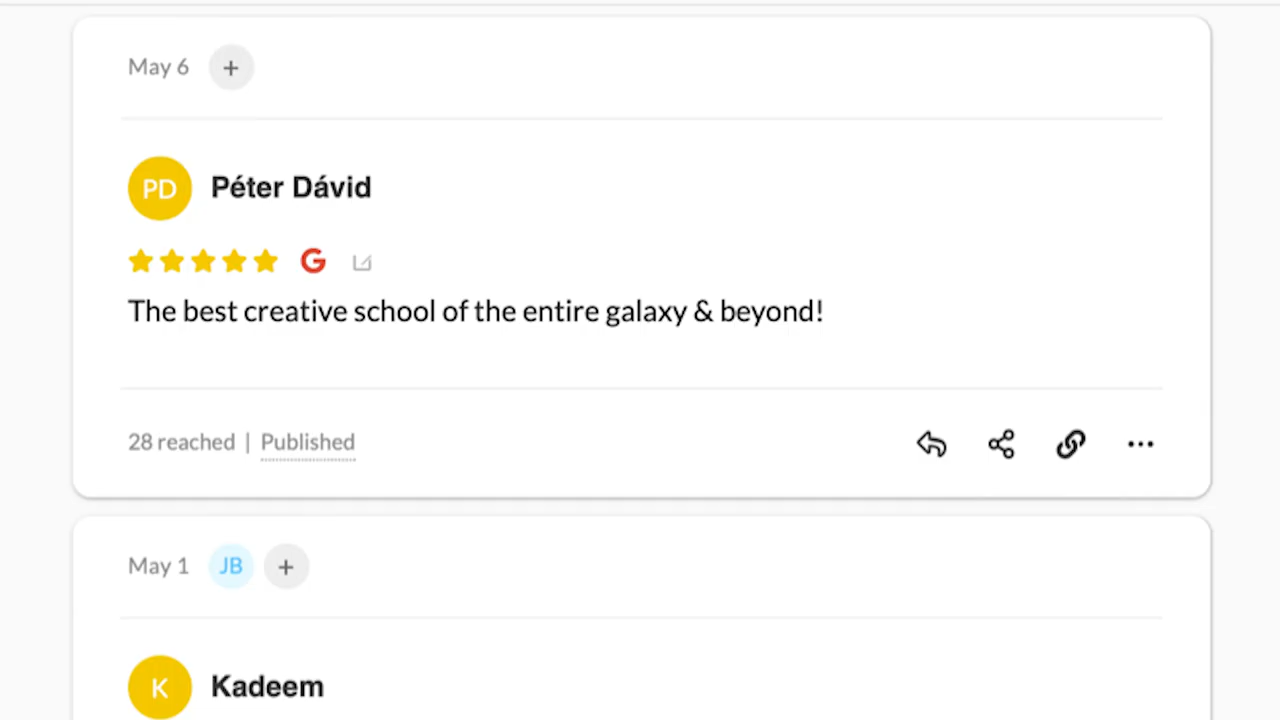 May 6 +
PD Péter Dávid
G
The best creative school of the entire galaxy & beyond!
28 reached | Published
May 1 JB +
K Kadeem